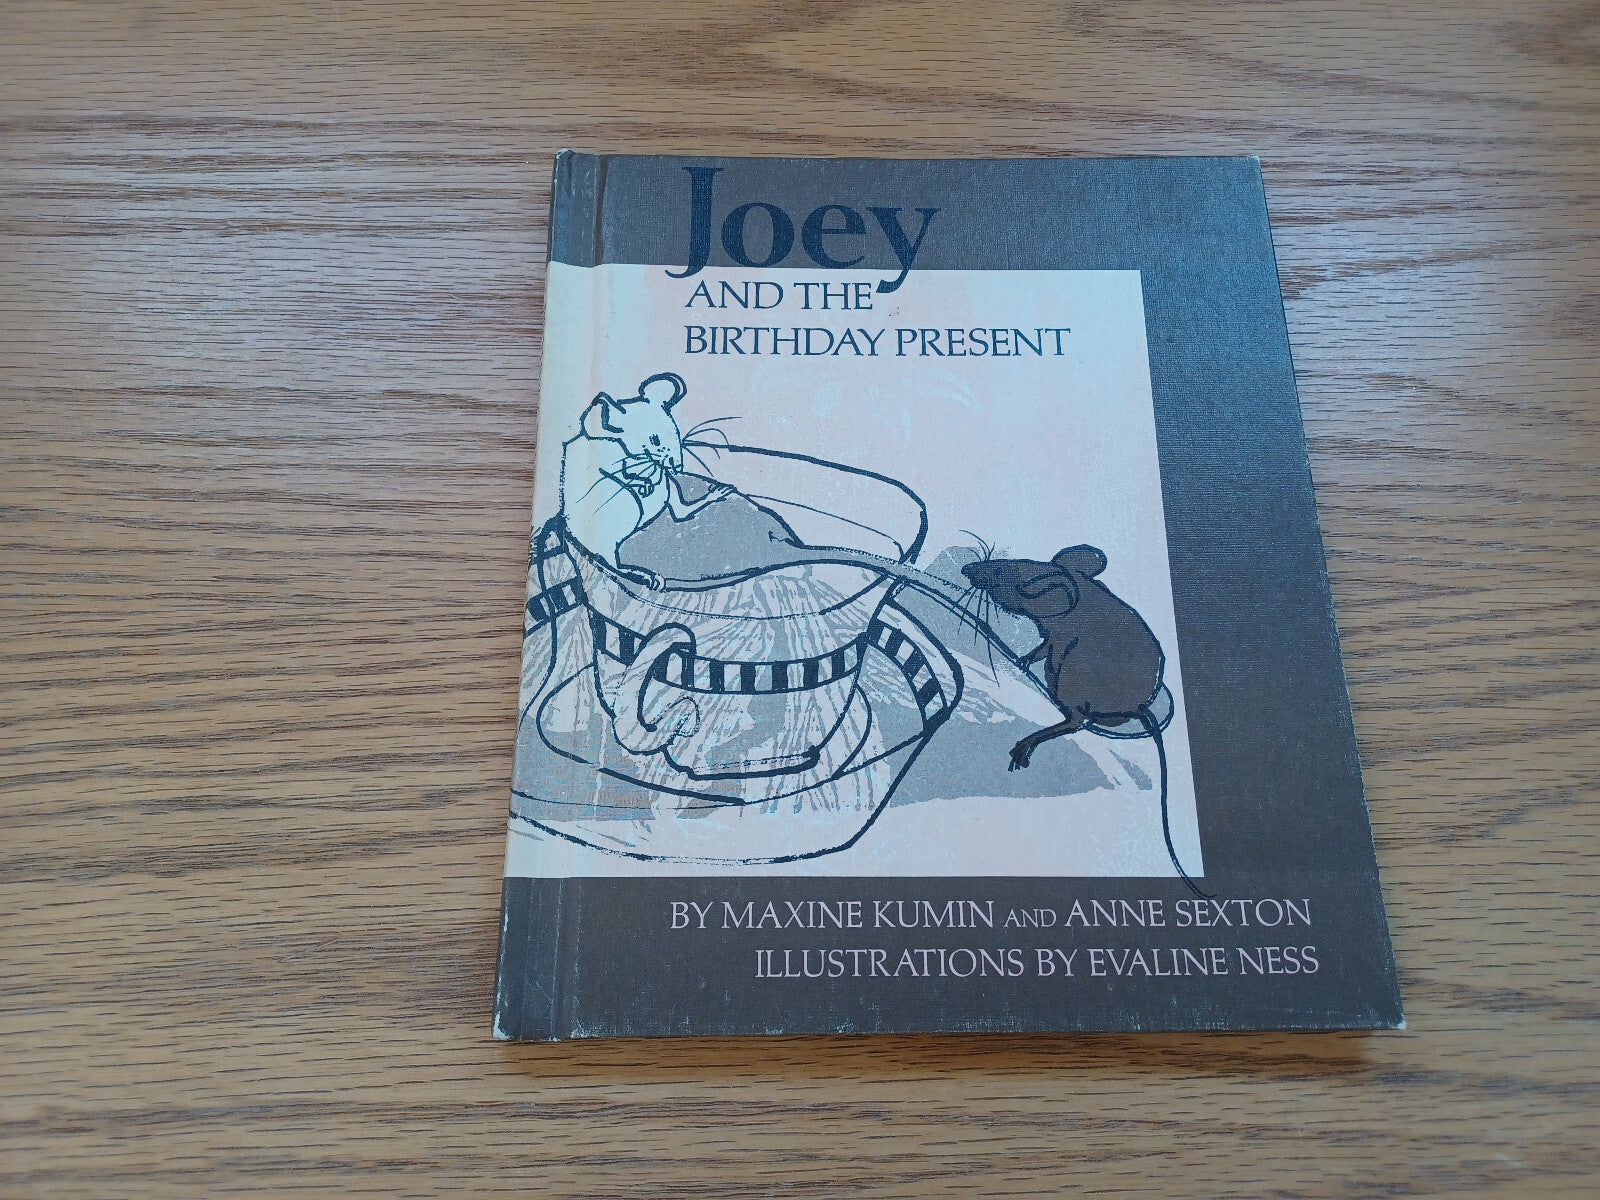 Joey
AND THE
BIRTHDAY PRESENT
BY MAXINE KUMIN AND ANNE SEXTON
ILLUSTRATIONS BY EVALINE NESS